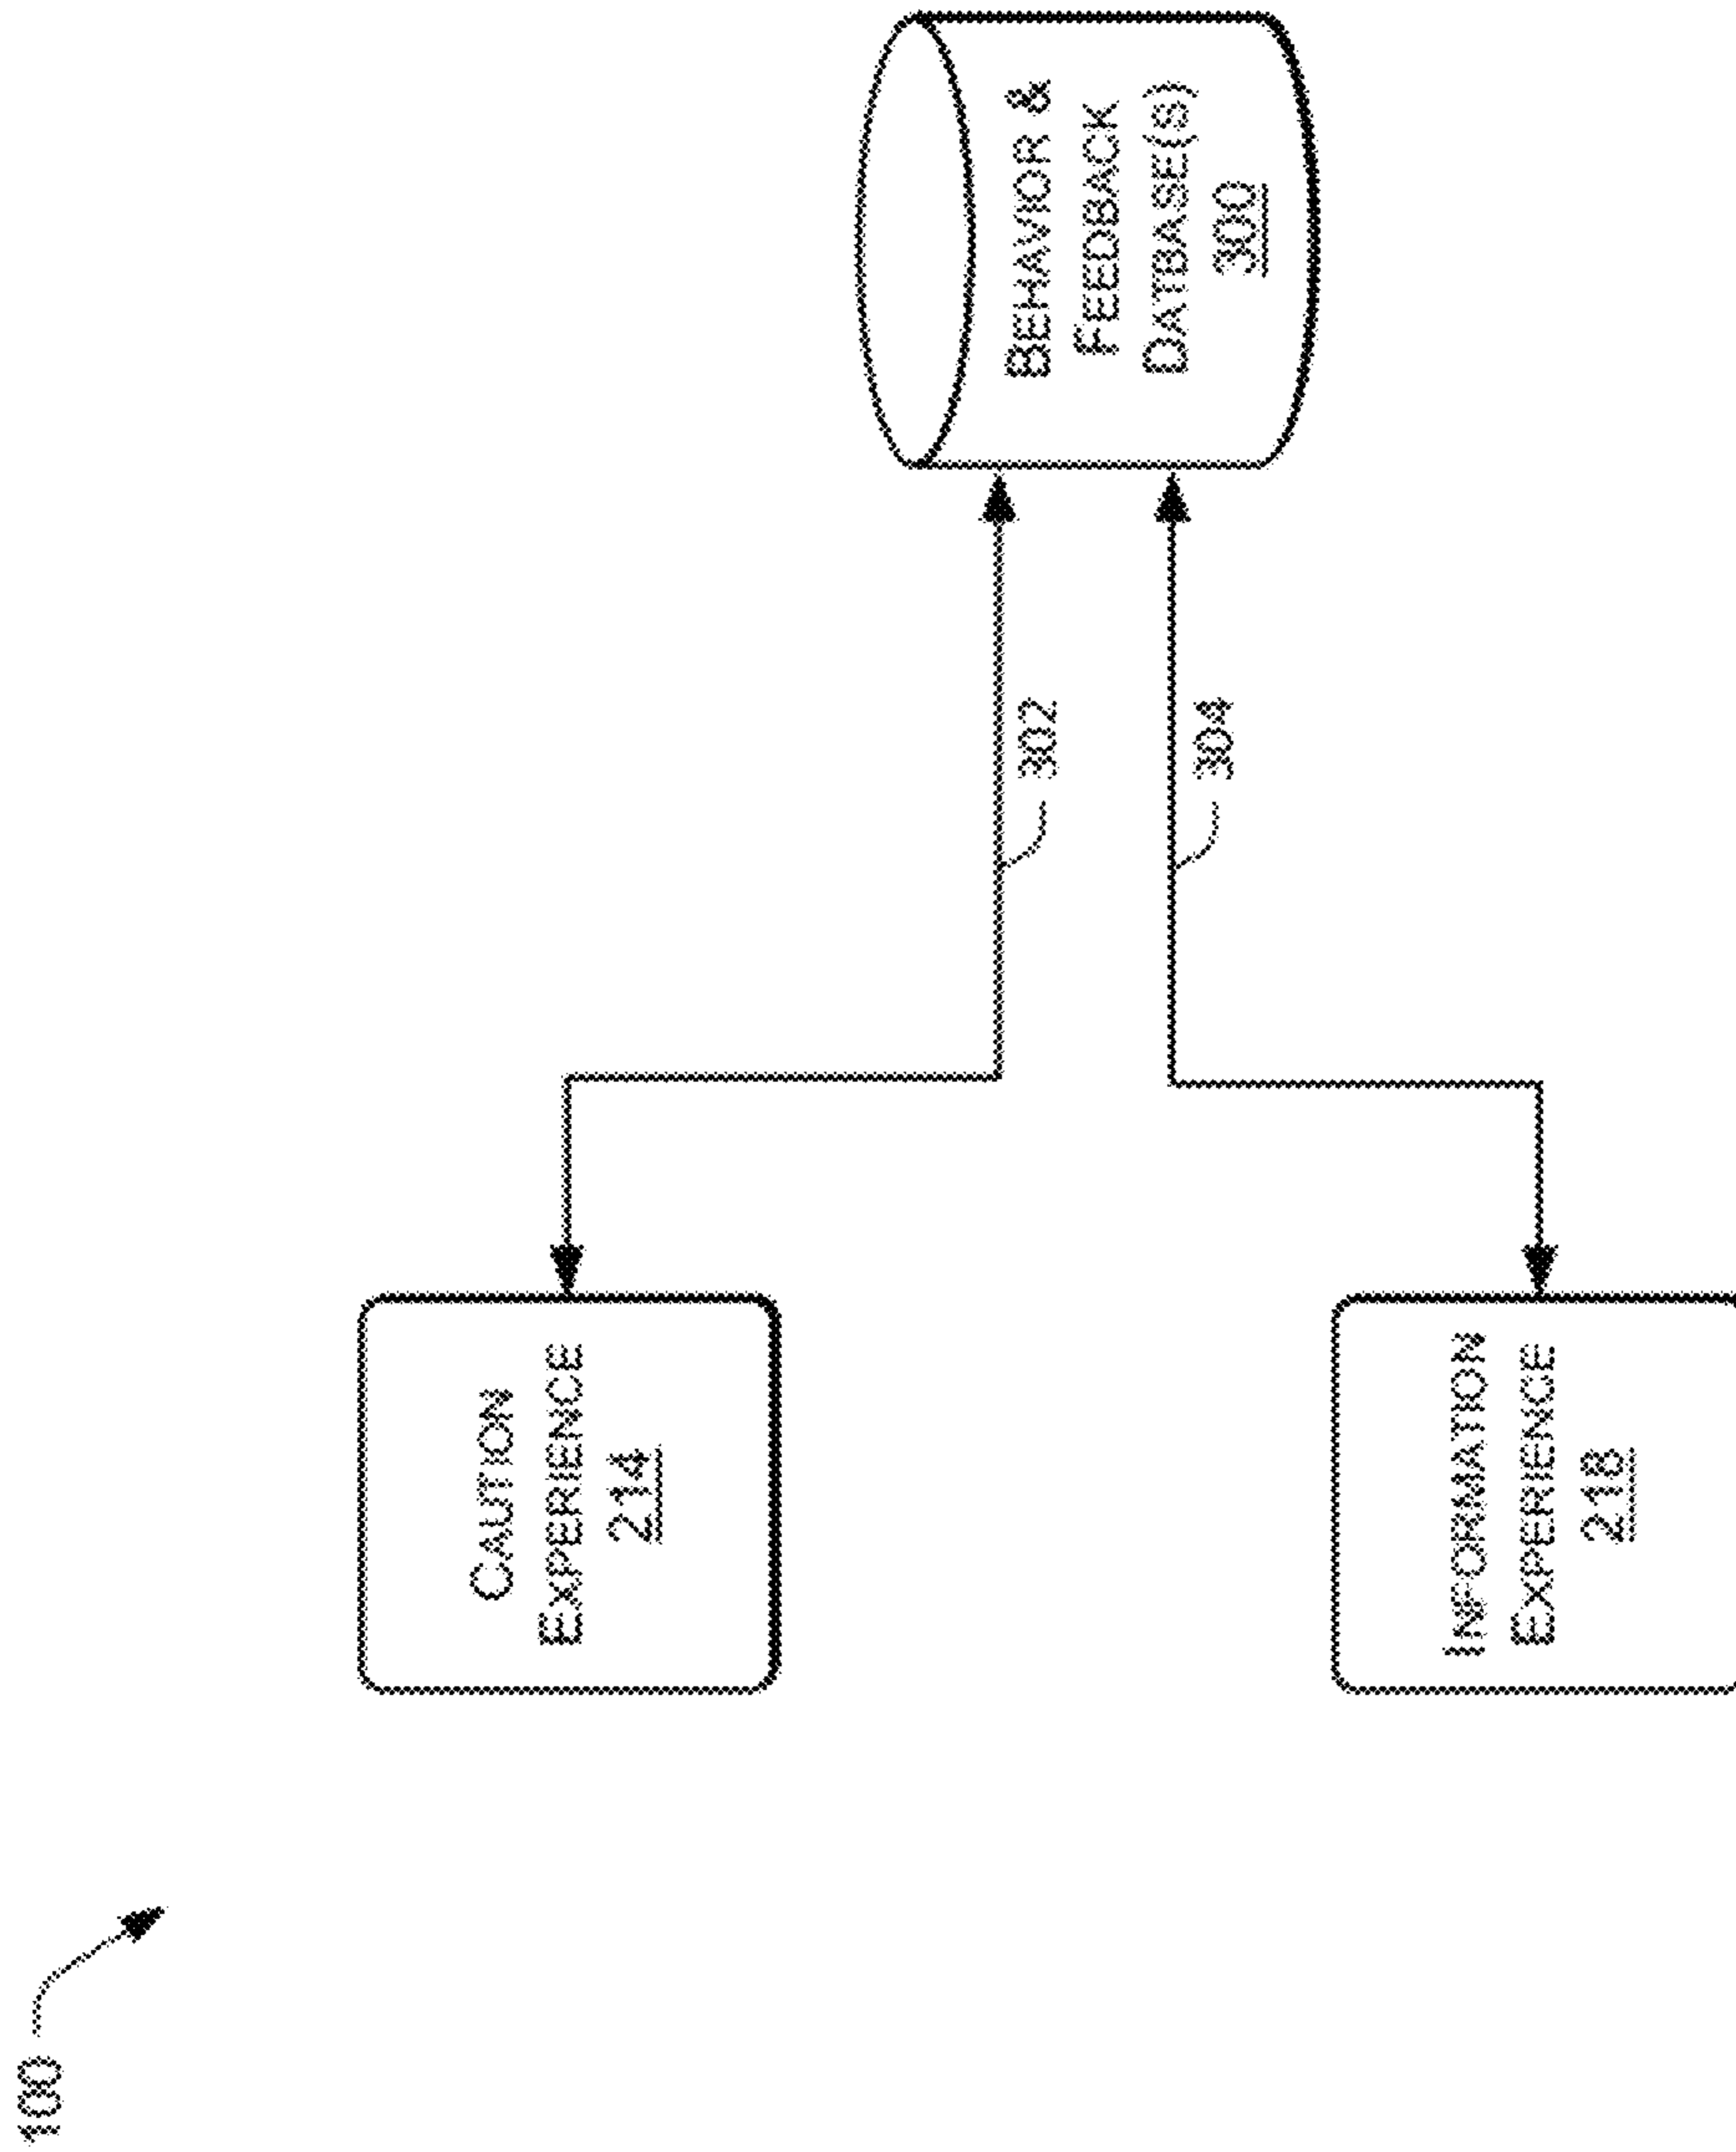 100
CAUTION
EXPERIENCE
214
302
BEHAVIOR &
FEEDBACK
DATBASE(S)
300
304
INFORMATION
EXPERIENCE
218